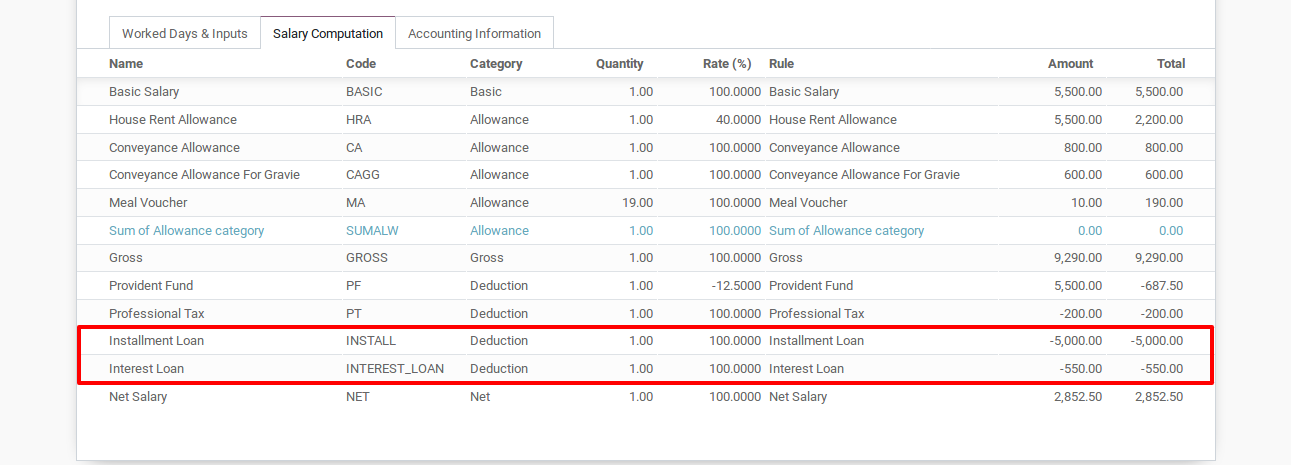 Worked Days & Inputs Salary Computation Accounting Information
Name Code Category Quantity Rate (%) Rule Amount Total
Basic Salary BASIC Basic 1.00 100.0000 Basic Salary 5,500.00 5,500.00
House Rent Allowance HRA Allowance 1.00 40.0000 House Rent Allowance 5,500.00 2,200.00
Conveyance Allowance CA Allowance 1.00 100.0000 Conveyance Allowance 800.00 800.00
Conveyance Allowance For Gravie CAGG Allowance 1.00 100.0000 Conveyance Allowance For Gravie 600.00 600.00
Meal Voucher MA Allowance 19.00 100.0000 Meal Voucher 10.00 190.00
Sum of Allowance category SUMALW Allowance 1.00 100.0000 Sum of Allowance category 0.00 0.00
Gross GROSS Gross 1.00 100.0000 Gross 9,290.00 9,290.00
Provident Fund PF Deduction 1.00 -12.5000 Provident Fund 5,500.00 -687.50
Professional Tax PT Deduction 1.00 100.0000 Professional Tax -200.00 -200.00
Installment Loan INSTALL Deduction 1.00 100.0000 Installment Loan -5,000.00 -5,000.00
Interest Loan INTEREST_LOAN Deduction 1.00 100.0000 Interest Loan -550.00 -550.00
Net Salary NET Net 1.00 100.0000 Net Salary 2,852.50 2,852.50